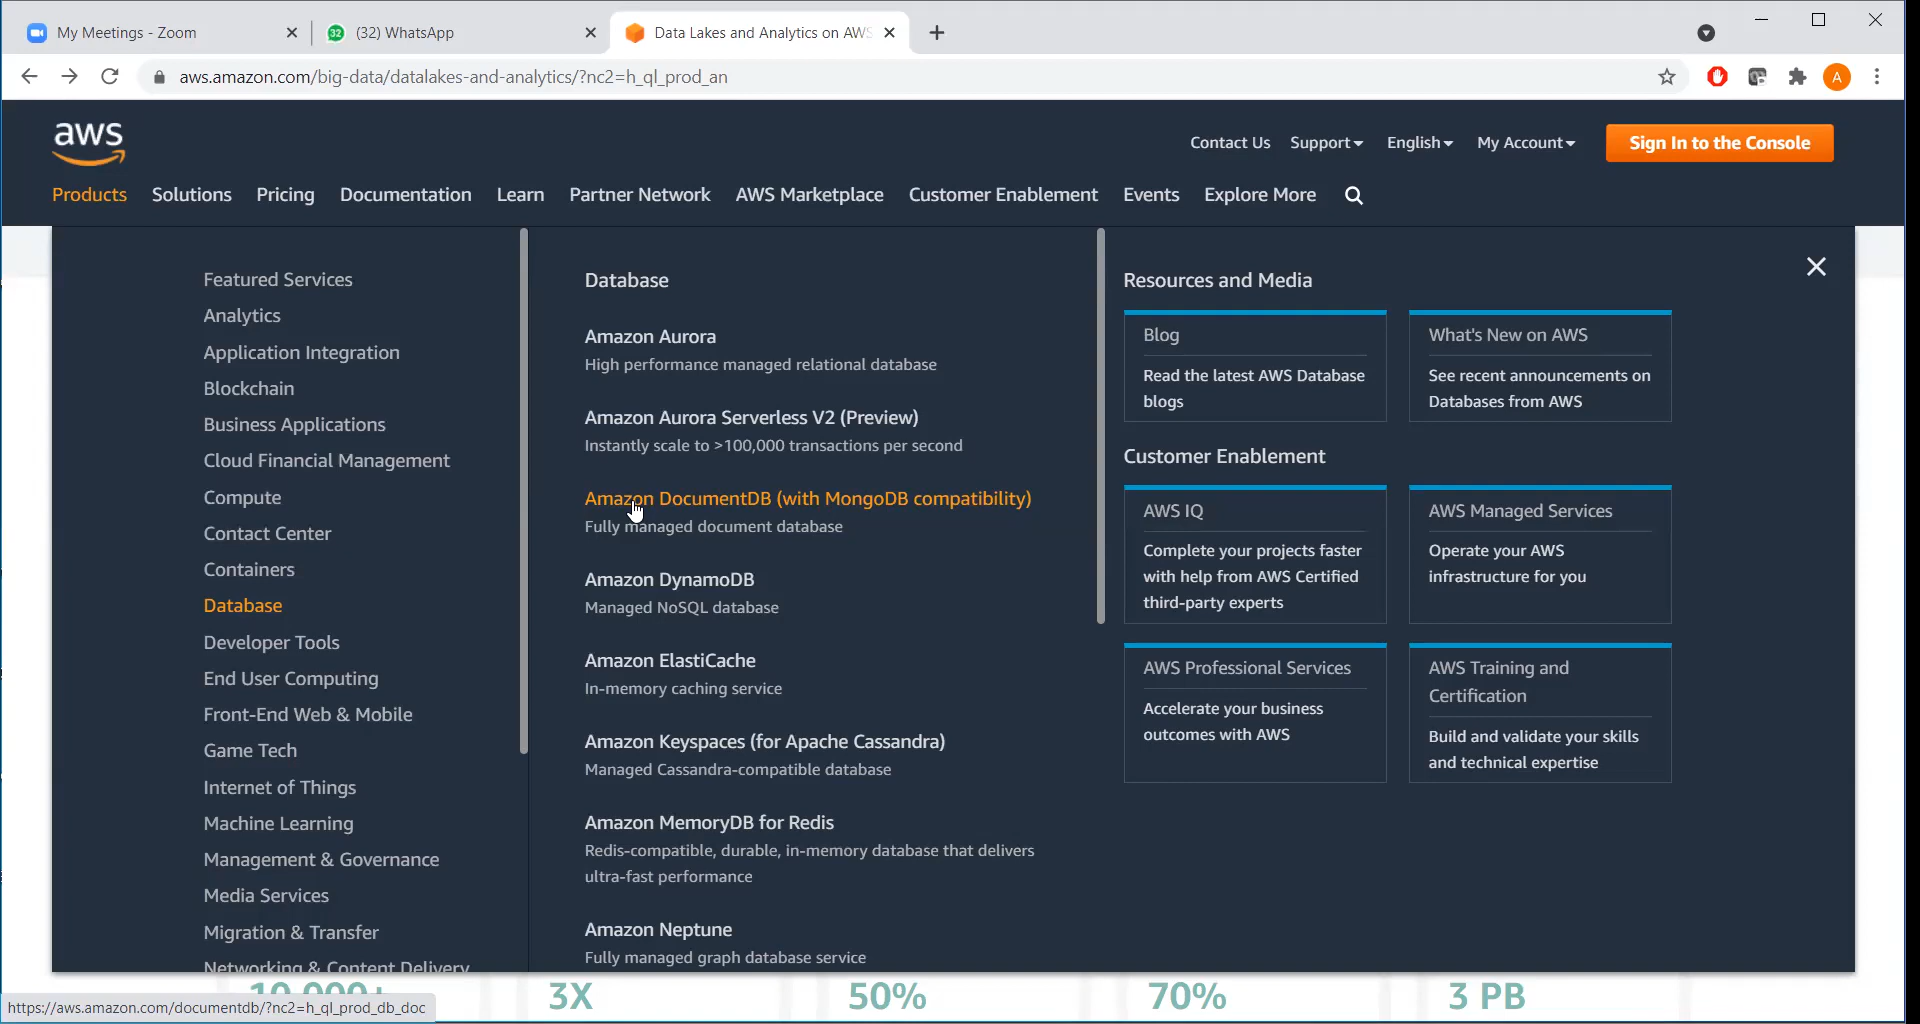 My Meetings - Zoom
32
(32) WhatsApp
Data Lakes and Analytics on AWS
aws.amazon.com/big-data/datalakes-and-analytics/?nc2=h_ql_prod_an
A
aws
Contact Us
Support
English
My Account
Sign In to the Console
Products
Solutions
Pricing
Documentation
Learn
Partner Network
AWS Marketplace
Customer Enablement
Events
Explore More
Featured Services
Analytics
Application Integration
Blockchain
Business Applications
Cloud Financial Management
Compute
Contact Center
Containers
Database
Developer Tools
End User Computing
Front-End Web & Mobile
Game Tech
Internet of Things
Machine Learning
Management & Governance
Media Services
Migration & Transfer
Networking & Content Delivery
Database
Amazon Aurora
High performance managed relational database
Amazon Aurora Serverless V2 (Preview)
Instantly scale to >100,000 transactions per second
Amazon DocumentDB (with MongoDB compatibility)
Fully managed document database
Amazon DynamoDB
Managed NoSQL database
Amazon ElastiCache
In-memory caching service
Amazon Keyspaces (for Apache Cassandra)
Managed Cassandra-compatible database
Amazon MemoryDB for Redis
Redis-compatible, durable, in-memory database that delivers
ultra-fast performance
Amazon Neptune
Fully managed graph database service
Resources and Media
Blog
Read the latest AWS Database
blogs
What's New on AWS
See recent announcements on
Databases from AWS
Customer Enablement
AWS IQ
Complete your projects faster
with help from AWS Certified
third-party experts
AWS Managed Services
Operate your AWS
infrastructure for you
AWS Professional Services
Accelerate your business
outcomes with AWS
AWS Training and
Certification
Build and validate your skills
and technical expertise
10,000+
3X
50%
70%
3 PB
https://aws.amazon.com/documentdb/?nc2=h_ql_prod_db_doc